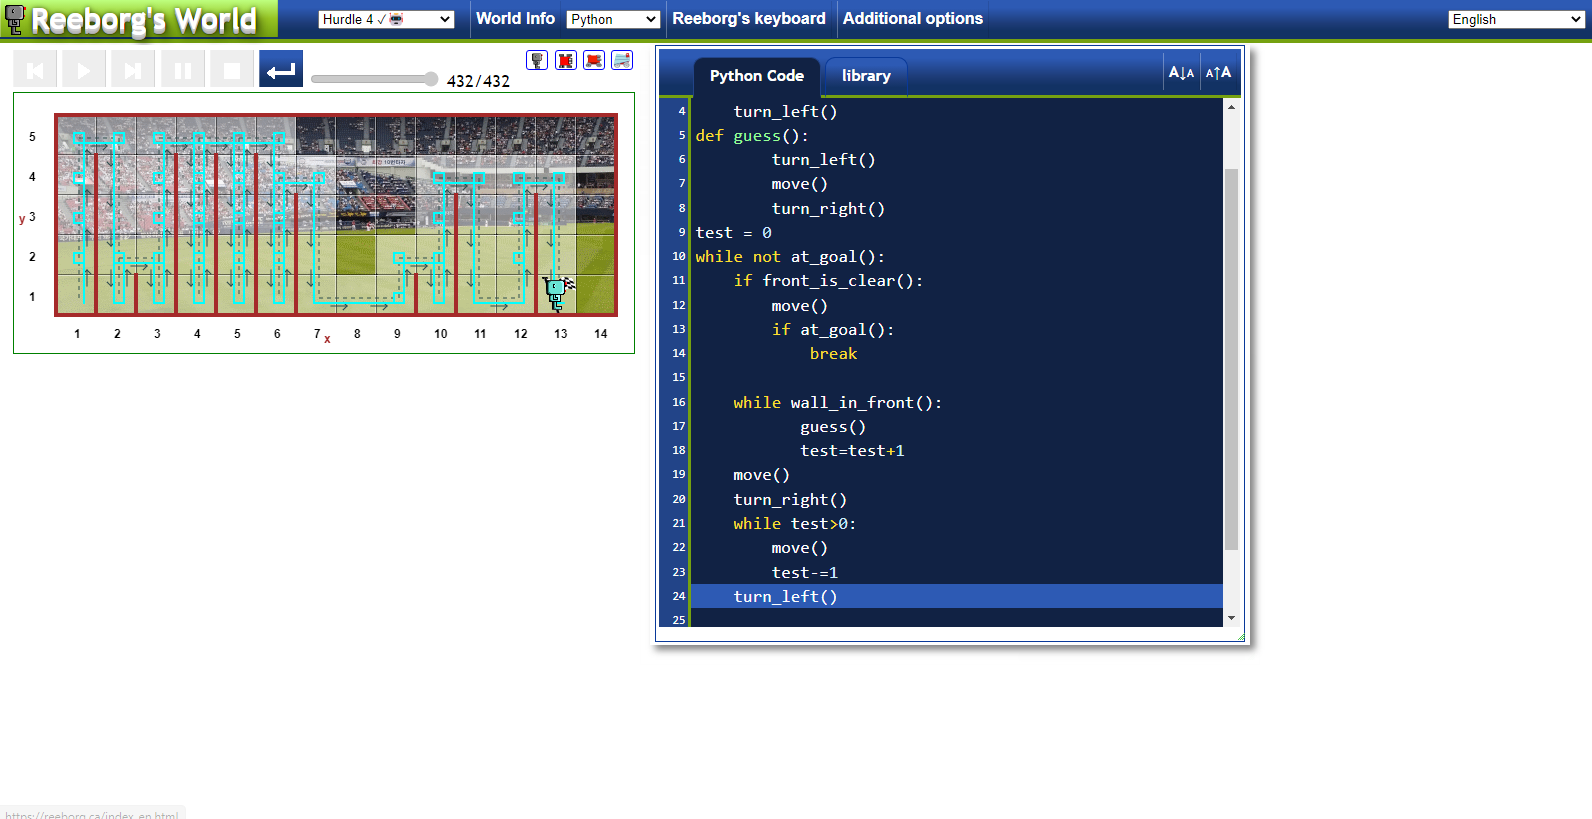 Reeborg's World
Hurdle 4 ✓
World Info
Python
Reeborg's keyboard
Additional options
English
432/432
Python Code
library
A↓A
A↑A
5
4
y 3
2
1
1 2 3 4 5 6 7 x 8 9 10 11 12 13 14
4 turn_left()
5 def guess():
6 turn_left()
7 move()
8 turn_right()
9 test = 0
10 while not at_goal():
11 if front_is_clear():
12 move()
13 if at_goal():
14 break
15
16 while wall_in_front():
17 guess()
18 test=test+1
19 move()
20 turn_right()
21 while test>0:
22 move()
23 test-=1
24 turn_left()
25
https://reeborg.ca/index_en.html